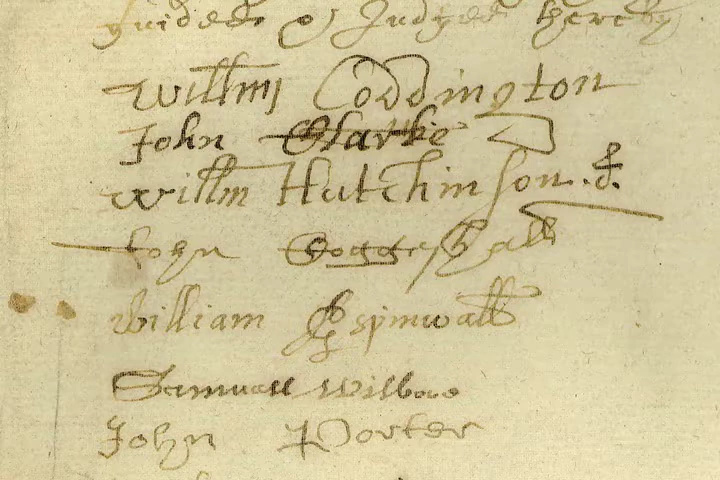 guided & Judged thereby
Willm Coddington
John Clarke
Willm Hutchinson
John Coggeshall
William Aspinwall
Samuell Wilbore
John Porter